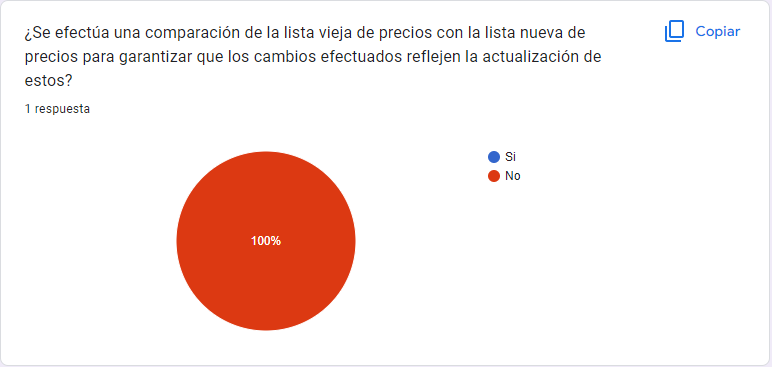 ¿Se efectúa una comparación de la lista vieja de precios con la lista nueva de
precios para garantizar que los cambios efectuados reflejen la actualización de
estos?
Copiar
1 respuesta
Si
No
100%